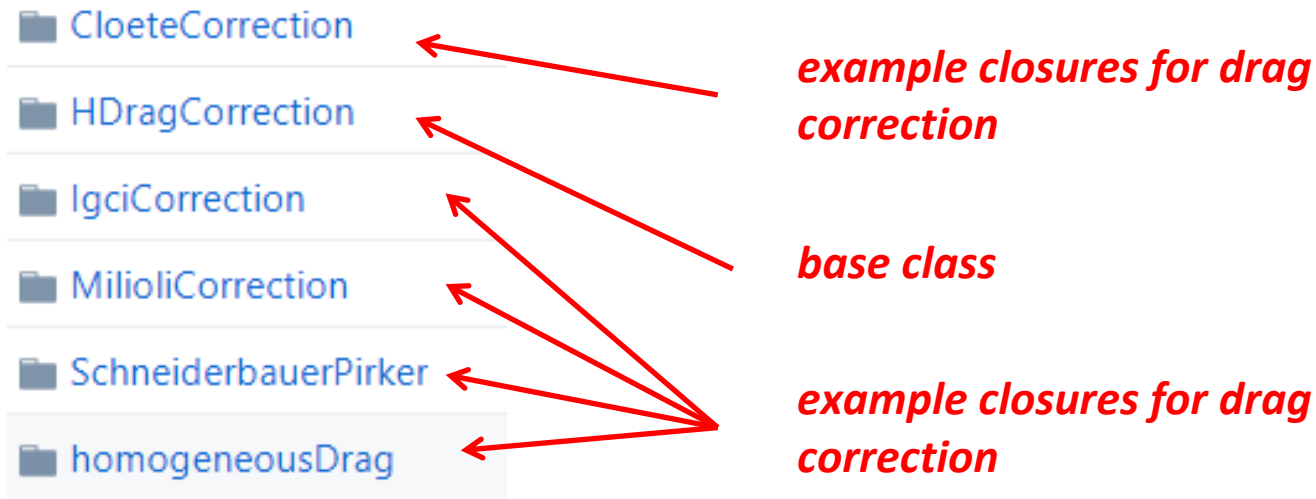 CloeteCorrection
HDragCorrection
IgciCorrection
MilioliCorrection
SchneiderbauerPirker
homogeneousDrag
example closures for drag
correction
base class
example closures for drag
correction